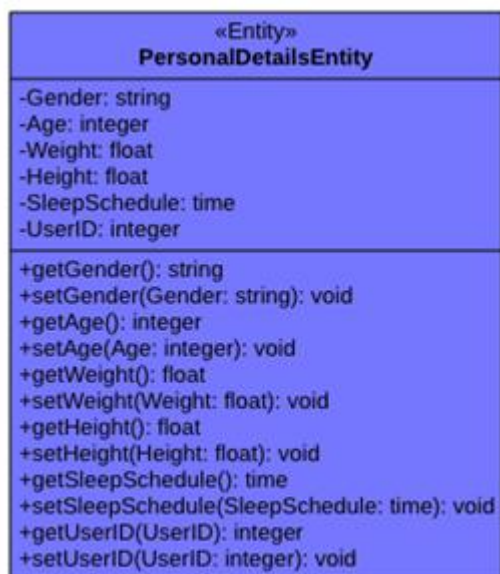 «Entity»
PersonalDetailsEntity
-Gender: string
-Age: integer
-Weight: float
-Height: float
-SleepSchedule: time
-UserID: integer
+getGender(): string
+setGender(Gender: string): void
+getAge(): integer
+setAge(Age: integer): void
+getWeight(): float
+setWeight(Weight: float): void
+getHeight(): float
+setHeight(Height: float): void
+getSleepSchedule(): time
+setSleepSchedule(SleepSchedule: time): void
+getUserID(UserID): integer
+setUserID(UserID: integer): void